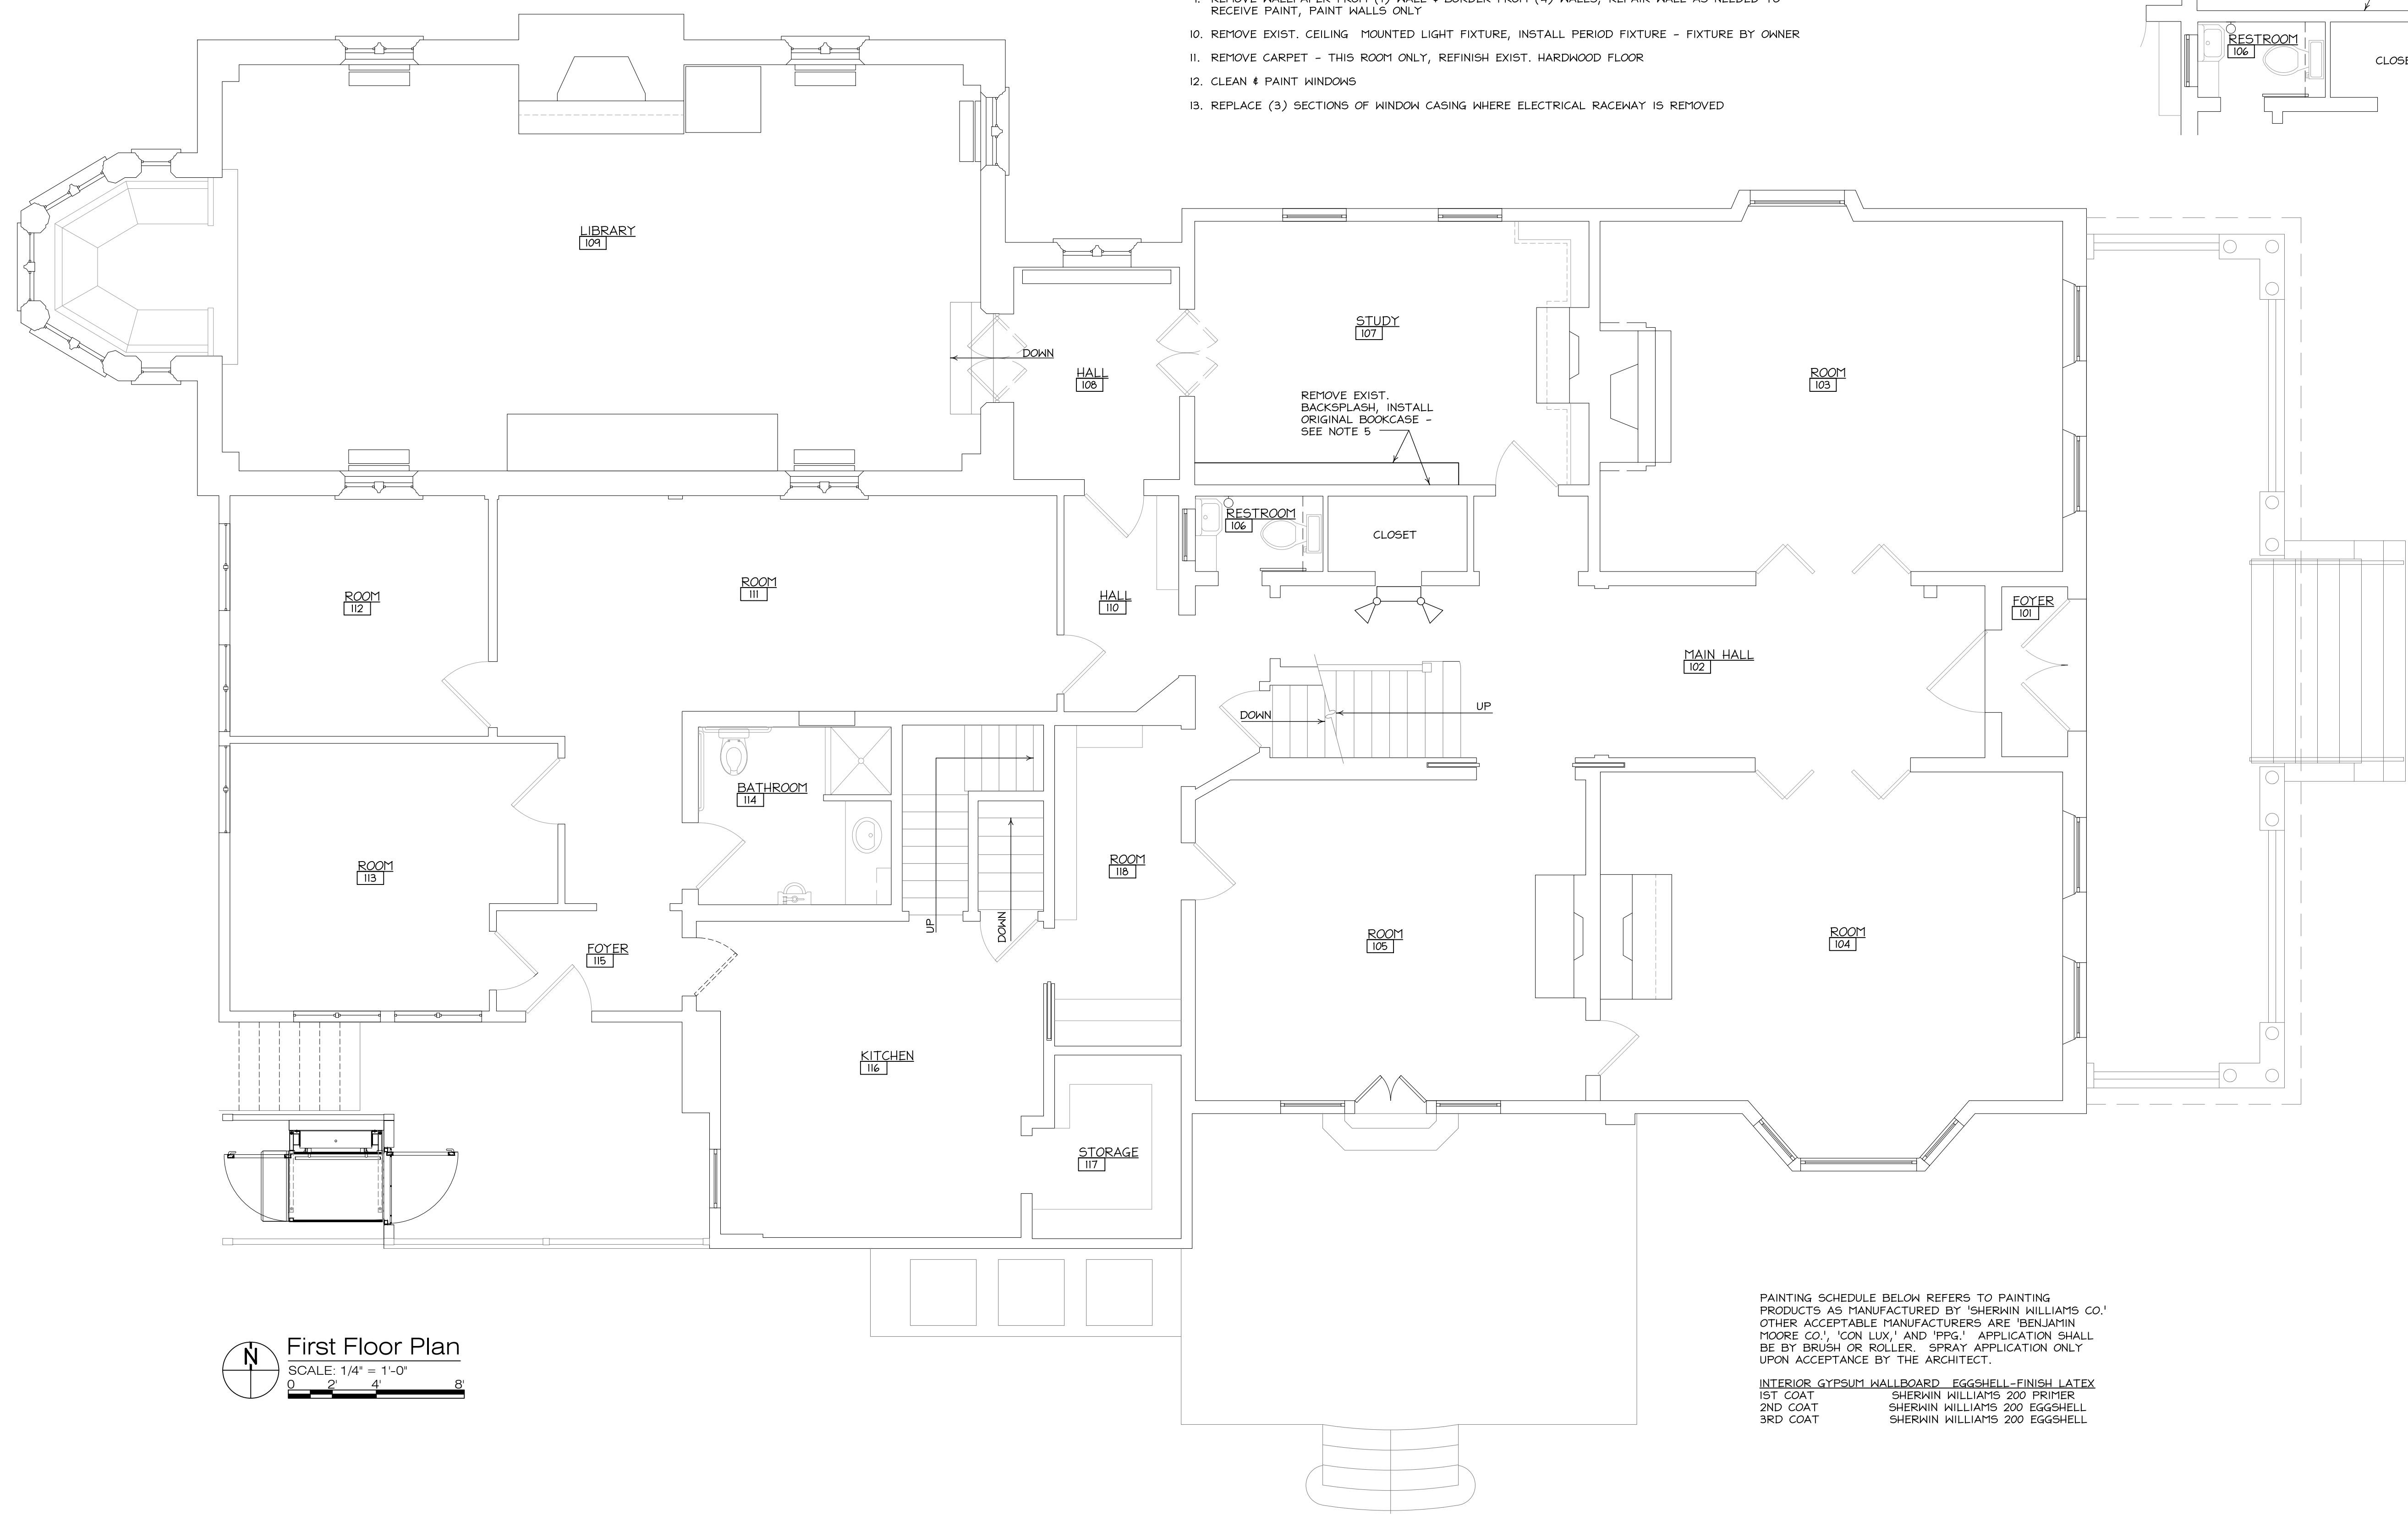 RECEIVE PAINT, PAINT WALLS ONLY
10. REMOVE EXIST. CEILING MOUNTED LIGHT FIXTURE, INSTALL PERIOD FIXTURE - FIXTURE BY OWNER
11. REMOVE CARPET - THIS ROOM ONLY, REFINISH EXIST. HARDWOOD FLOOR
12. CLEAN & PAINT WINDOWS
13. REPLACE (3) SECTIONS OF WINDOW CASING WHERE ELECTRICAL RACEWAY IS REMOVED
RESTROOM
106
LIBRARY
109
DOWN
HALL
108
STUDY
107
REMOVE EXIST.
BACKSPLASH, INSTALL
ORIGINAL BOOKCASE -
SEE NOTE 5
ROOM
103
RESTROOM
106
CLOSET
ROOM
112
ROOM
111
HALL
110
FOYER
101
MAIN HALL
102
DOWN
UP
BATHROOM
114
ROOM
113
ROOM
118
UP
DOWN
FOYER
115
ROOM
105
ROOM
104
KITCHEN
116
STORAGE
117
N
First Floor Plan
SCALE: 1/4" = 1'-0"
0 2' 4' 8'
PAINTING SCHEDULE BELOW REFERS TO PAINTING
PRODUCTS AS MANUFACTURED BY 'SHERWIN WILLIAMS CO.'
OTHER ACCEPTABLE MANUFACTURERS ARE 'BENJAMIN
MOORE CO.', 'CON LUX,' AND 'PPG.' APPLICATION SHALL
BE BY BRUSH OR ROLLER. SPRAY APPLICATION ONLY
UPON ACCEPTANCE BY THE ARCHITECT.
INTERIOR GYPSUM WALLBOARD EGGSHELL-FINISH LATEX
1ST COAT SHERWIN WILLIAMS 200 PRIMER
2ND COAT SHERWIN WILLIAMS 200 EGGSHELL
3RD COAT SHERWIN WILLIAMS 200 EGGSHELL